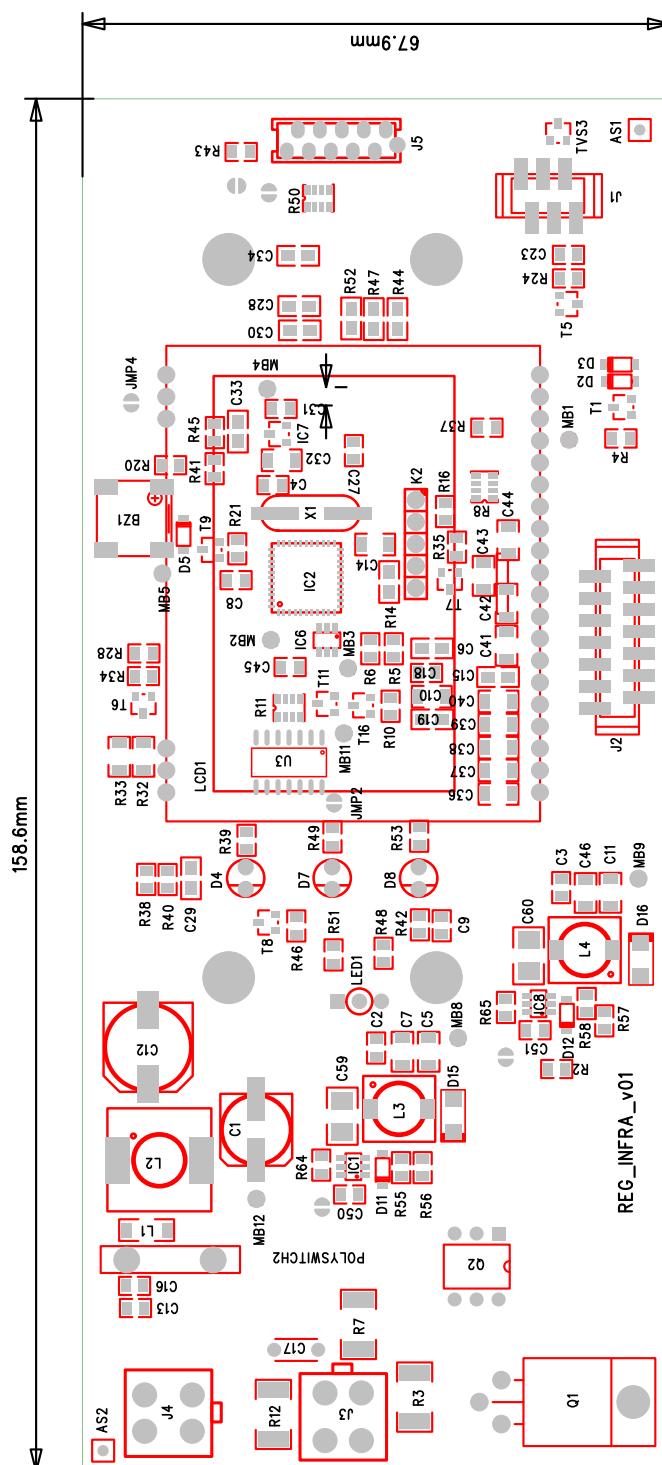 67.9mm
158.6mm
R43
J5
TVS3
AS1
R50
J1
C34
C23
R24
R52
R47
R44
C28
C30
T5
JMP4
MB4
D3
D2
C33
C31
T1
R45
IC7
R37
MB1
R4
R20
R41
C32
C27
C4
K2
R16
R8
BZ1
T9
R21
X1
R35
C43
C44
D5
C14
MB5
C8
IC2
T7
C42
R14
MB2
IC6
MB3
C41
R28
R6
R5
C6
R34
C45
C18
C15
T6
R11
T11
C10
C40
T16
R10
C19
C39
J2
U3
MB11
C38
R33
R32
LCD1
C37
JMP2
C36
R39
R49
R53
D4
D7
D8
C3
C46
C11
MB9
R38
R40
C29
T8
R46
R51
R48
R42
C9
C60
D16
L4
LED1
R65
IC8
C12
C2
C7
C5
MB8
C51
D12
R58
R57
R2
C59
D15
C1
L3
L2
R64
IC1
C50
D11
R55
R56
REG_INFRA_v01
MB12
L1
POLYSWITCH2
Q2
C16
C13
R7
C17
AS2
J4
R12
J3
R3
Q1